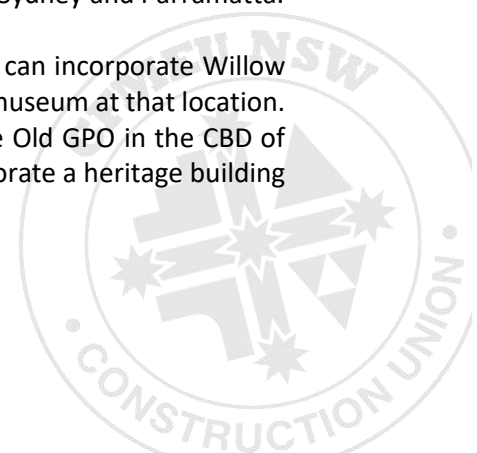 Sydney and Parramatta.
can incorporate Willow
museum at that location.
e Old GPO in the CBD of
orate a heritage building
CFMEU NSW
CONSTRUCTION UNION